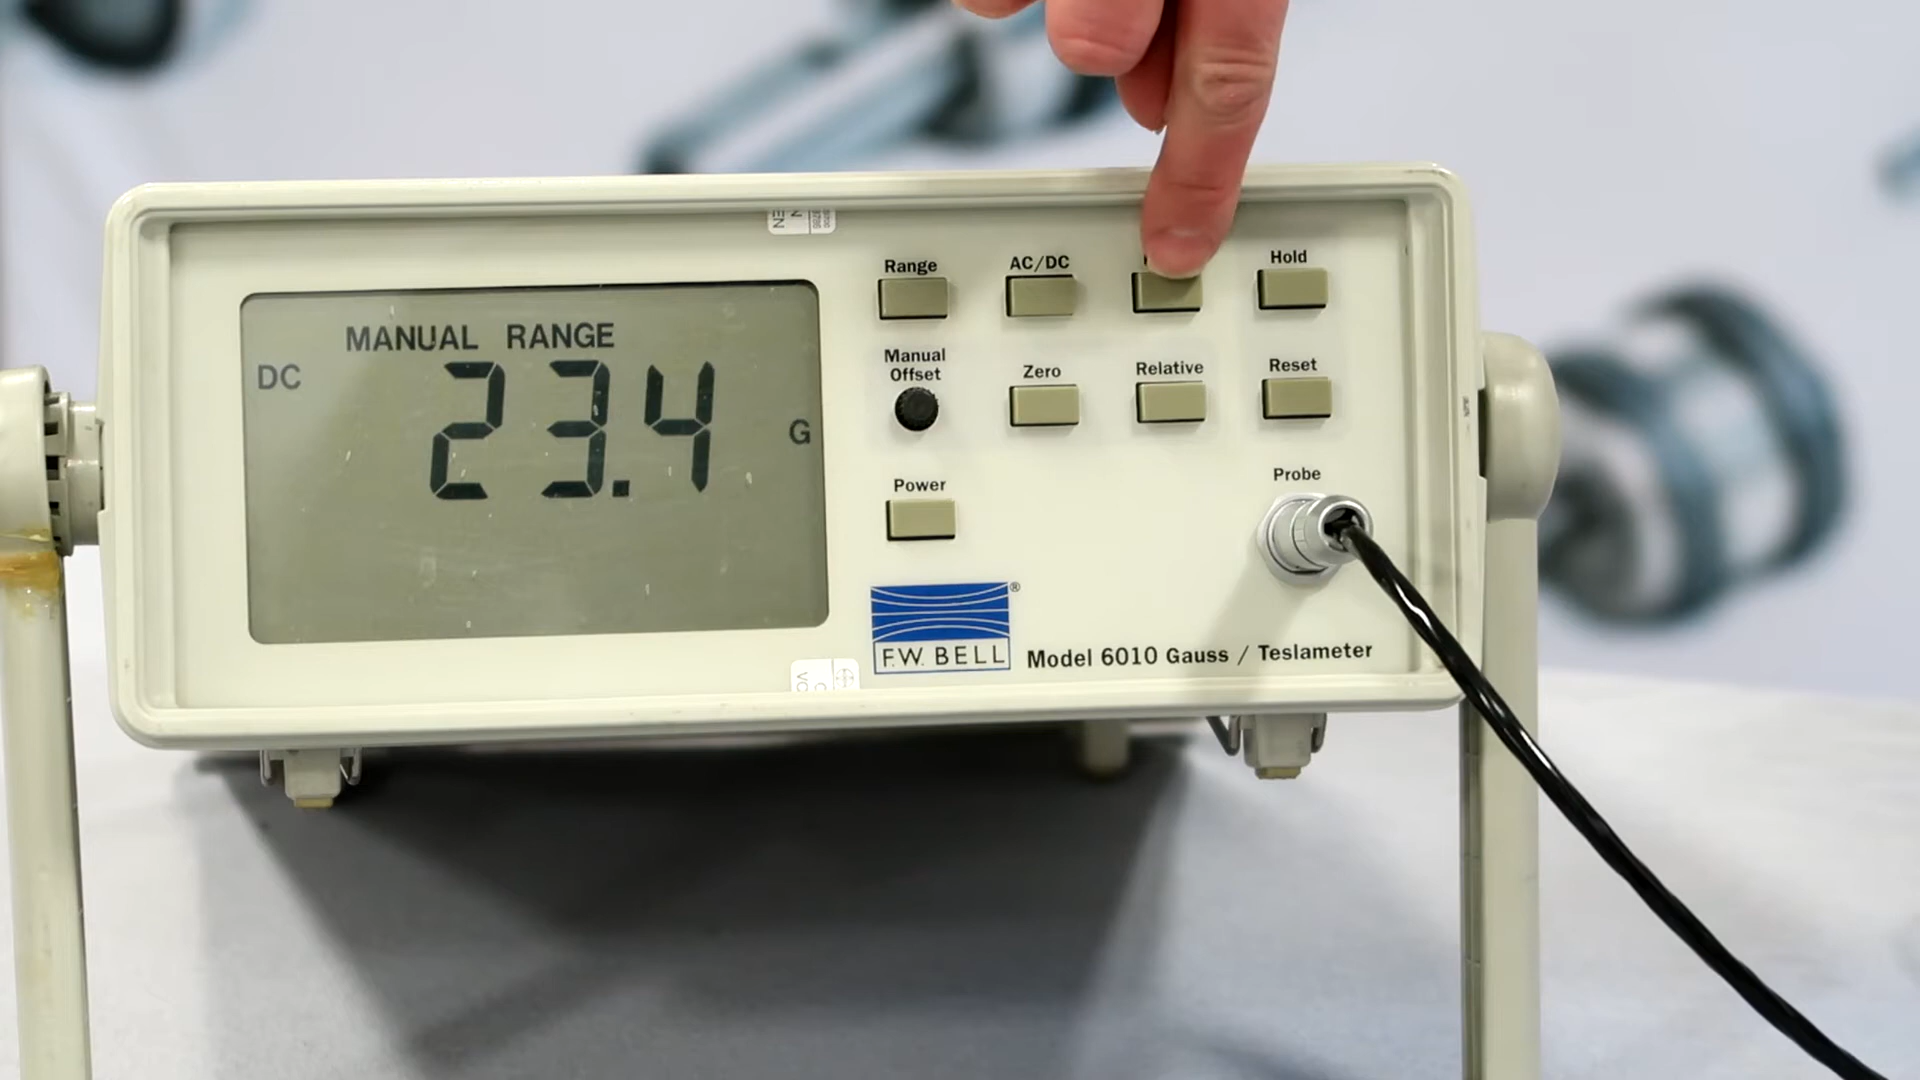 MANUAL RANGE
DC
23.4
G
Range
AC/DC
Hold
Manual
Offset
Zero
Relative
Reset
Power
Probe
F.W. BELL
®
Model 6010 Gauss / Teslameter